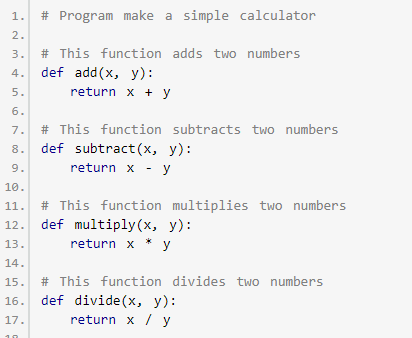 1. # Program make a simple calculator
2.
3. # This function adds two numbers
4. def add(x, y):
5.     return x + y
6.
7. # This function subtracts two numbers
8. def subtract(x, y):
9.     return x - y
10.
11. # This function multiplies two numbers
12. def multiply(x, y):
13.     return x * y
14.
15. # This function divides two numbers
16. def divide(x, y):
17.     return x / y